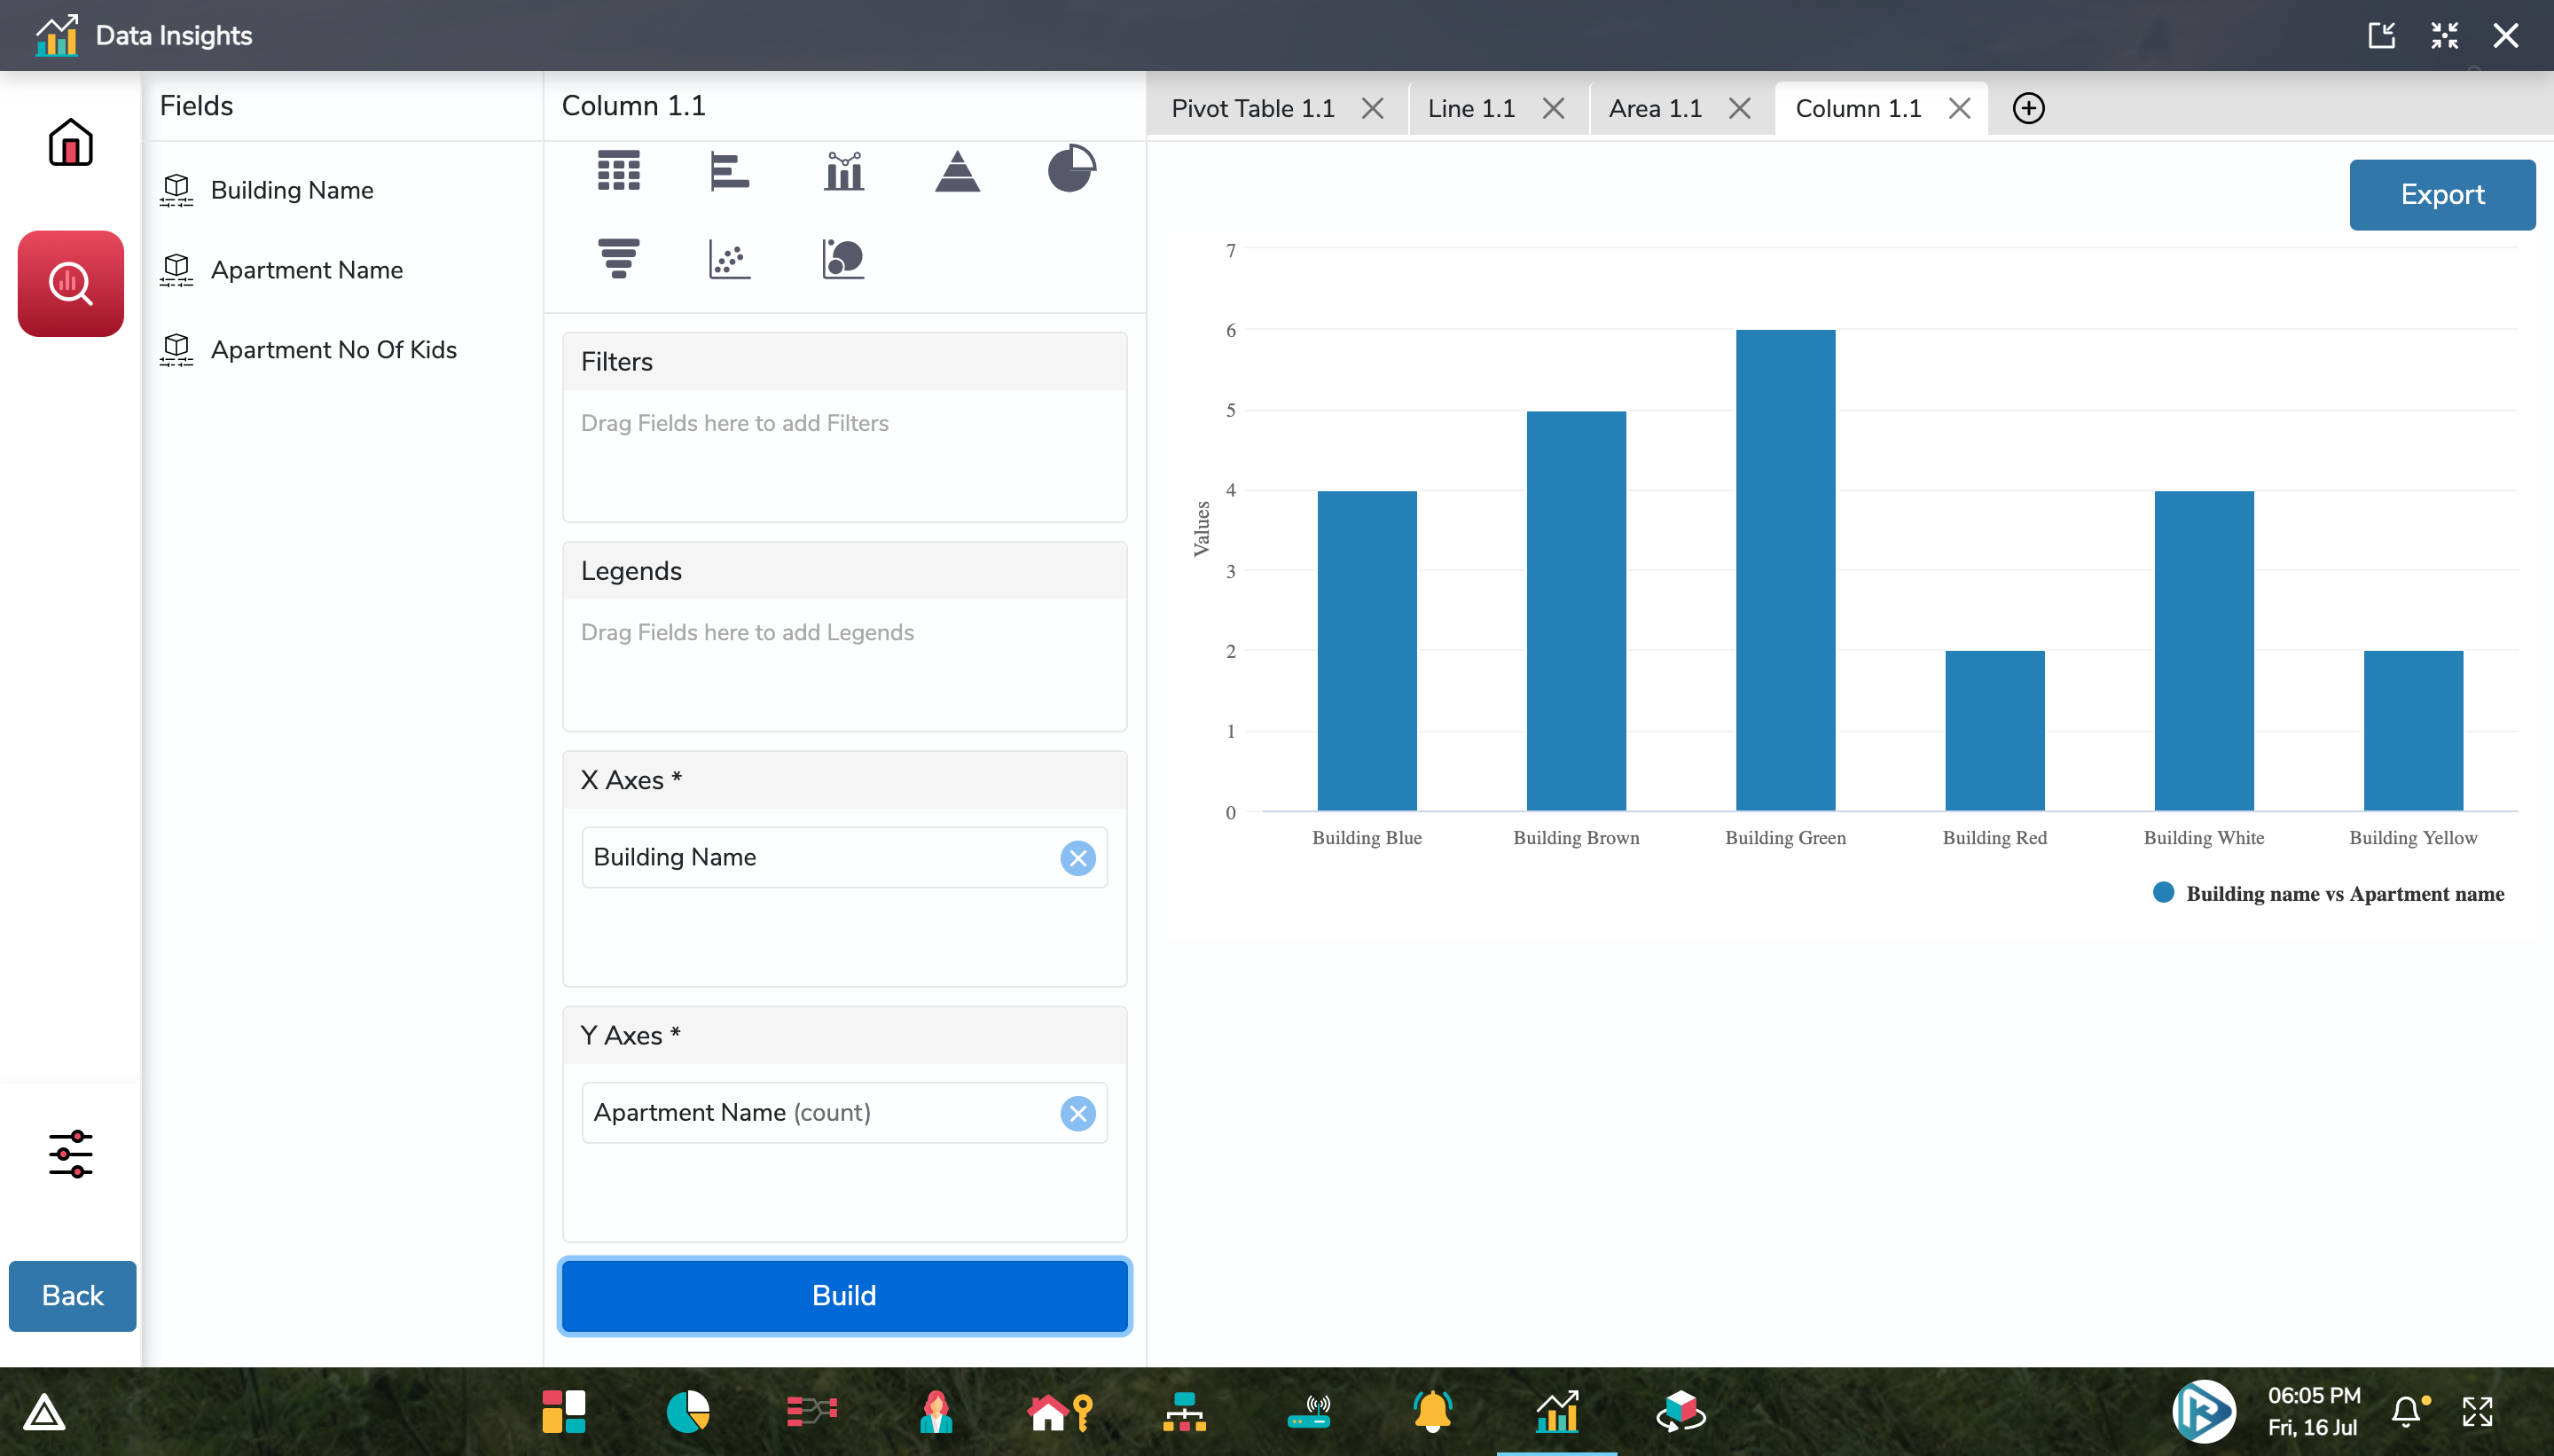 Data Insights
Fields
Building Name
Apartment Name
Apartment No Of Kids
Back
Column 1.1
Filters
Drag Fields here to add Filters
Legends
Drag Fields here to add Legends
X Axes *
Building Name
Y Axes *
Apartment Name (count)
Build
Pivot Table 1.1
Line 1.1
Area 1.1
Column 1.1
Export
7
6
5
4
3
2
1
0
Values
Building Blue
Building Brown
Building Green
Building Red
Building White
Building Yellow
Building name vs Apartment name
06:05 PM
Fri, 16 Jul